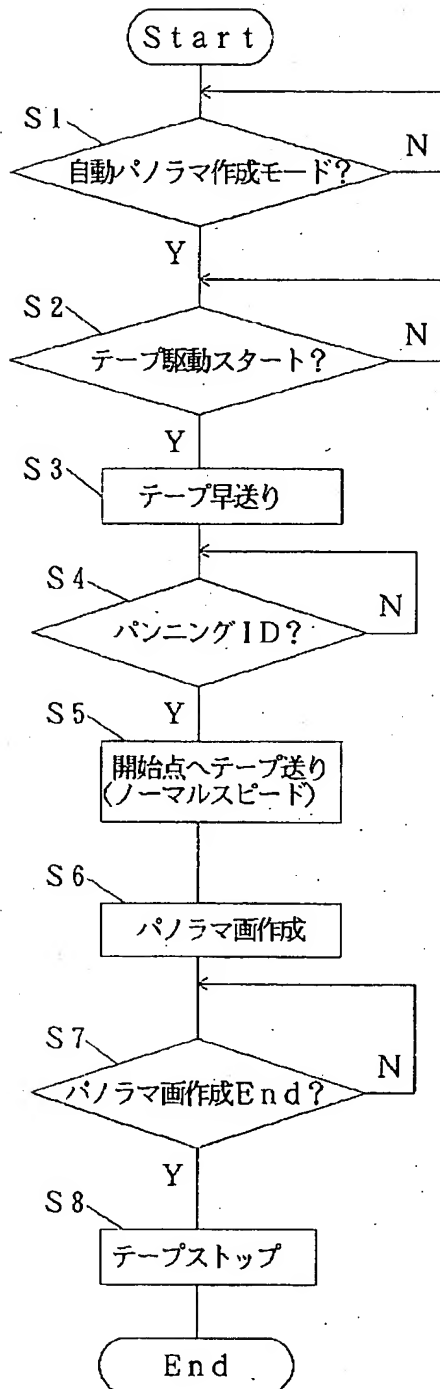 Start
S1
自動パノラマ作成モード?
N
Y
S2
テープ駆動スタート?
N
Y
S3
テープ早送り
S4
パンニングID?
N
Y
S5
開始点へテープ送り
(ノーマルスピード)
S6
パノラマ画作成
S7
パノラマ画作成End?
N
Y
S8
テープストップ
End